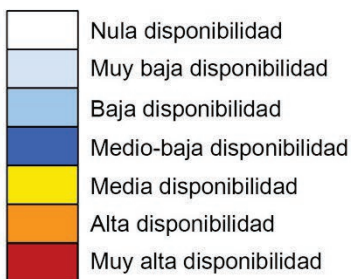 Nula disponibilidad
Muy baja disponibilidad
Baja disponibilidad
Medio-baja disponibilidad
Media disponibilidad
Alta disponibilidad
Muy alta disponibilidad